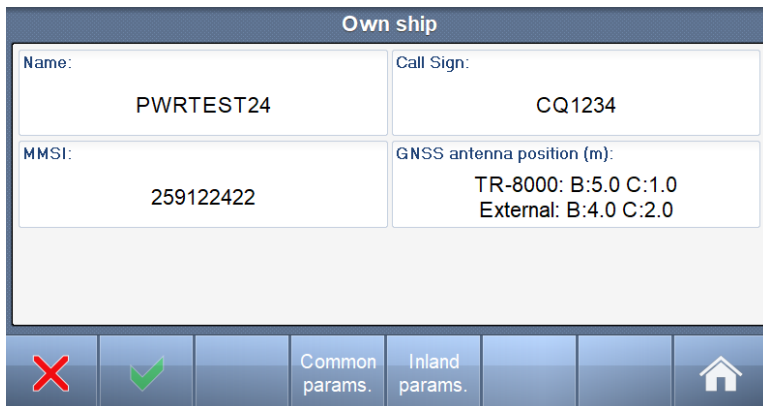 Own ship
Name:
PWRTEST24
Call Sign:
CQ1234
MMSI:
259122422
GNSS antenna position (m):
TR-8000: B:5.0 C:1.0
External: B:4.0 C:2.0
Common
params.
Inland
params.